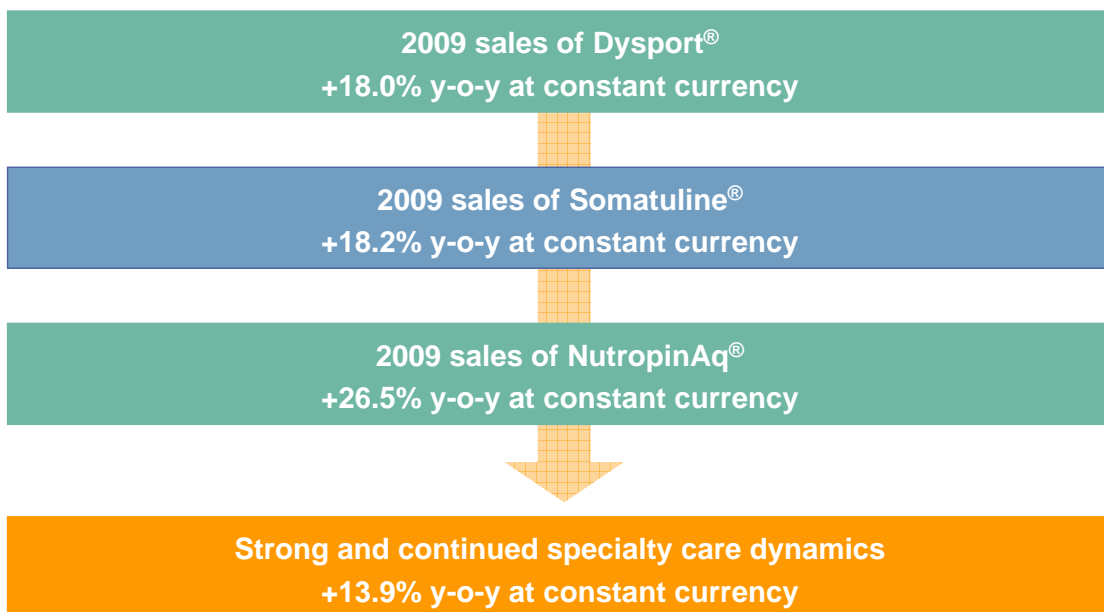 2009 sales of Dysport®
+18.0% y-o-y at constant currency
2009 sales of Somatuline®
+18.2% y-o-y at constant currency
2009 sales of NutropinAq®
+26.5% y-o-y at constant currency
Strong and continued specialty care dynamics
+13.9% y-o-y at constant currency